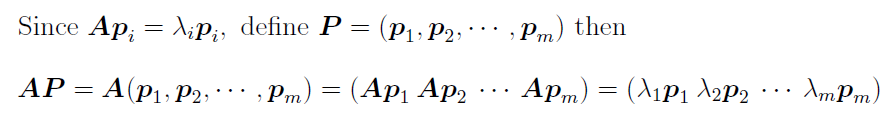 Since Ap_i = λ_i p_i, define P = (p_1, p_2, ⋯ , p_m) then
AP = A(p_1, p_2, ⋯ , p_m) = (Ap_1 Ap_2 ⋯ Ap_m) = (λ_1 p_1 λ_2 p_2 ⋯ λ_m p_m)